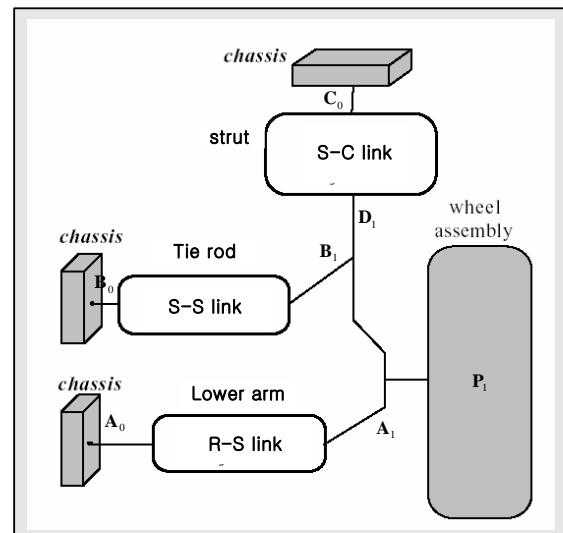 chassis
C₀
strut
S-C link
D₁
wheel
assembly
chassis
Tie rod
B₁
B₀
S-S link
P₁
chassis
Lower arm
A₀
A₁
R-S link